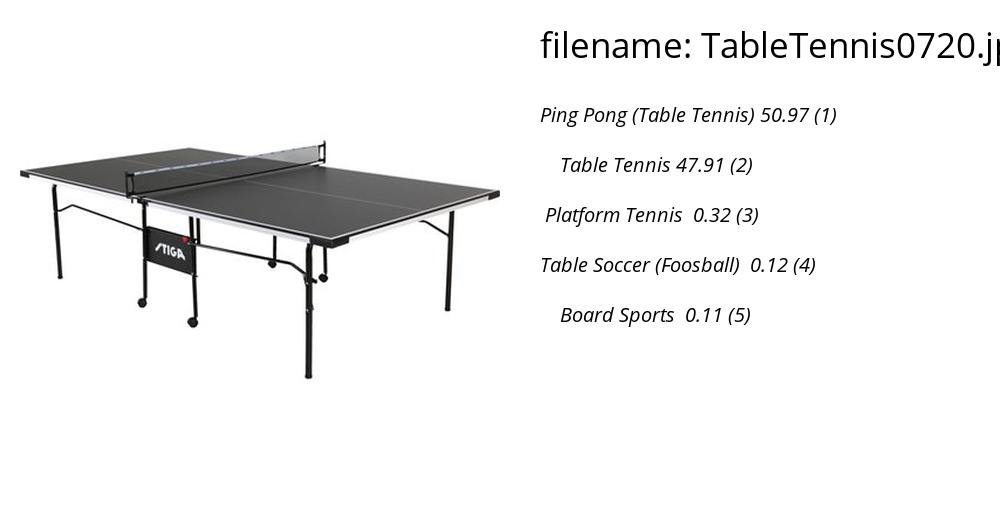 filename: TableTennis0720.jp
Ping Pong (Table Tennis) 50.97 (1)
Table Tennis 47.91 (2)
Platform Tennis 0.32 (3)
Table Soccer (Foosball) 0.12 (4)
Board Sports 0.11 (5)
STIGA